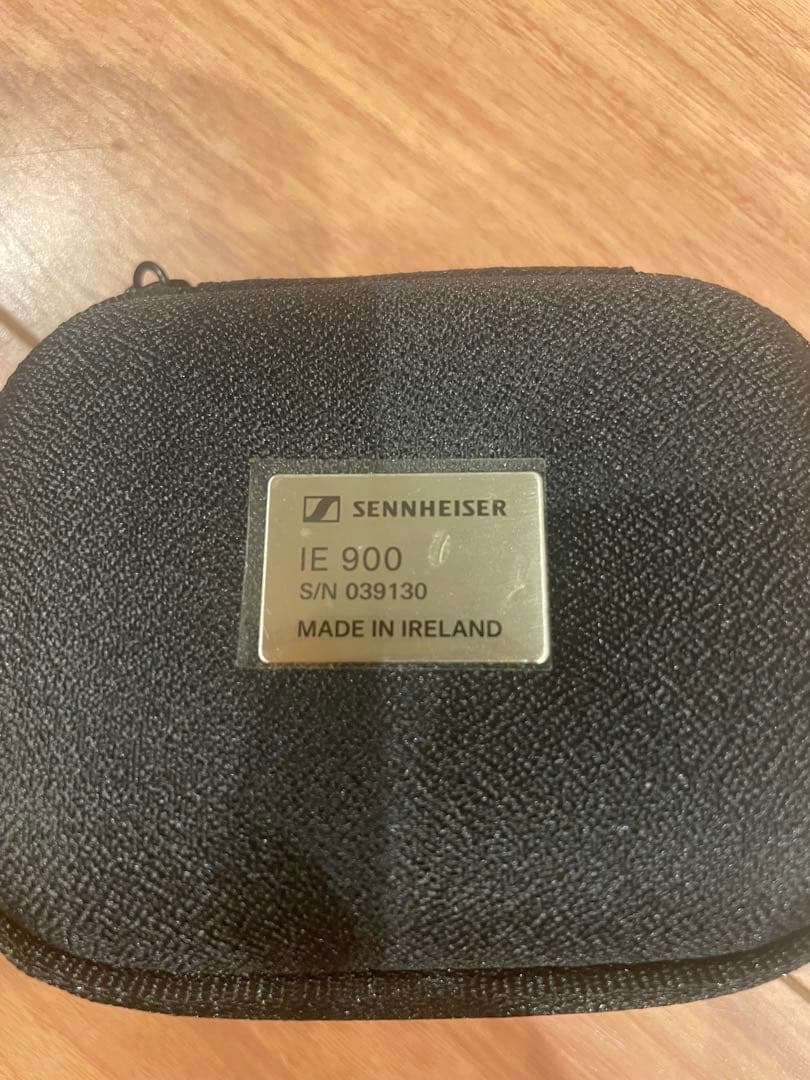 SENNHEISER
IE 900
S/N 039130
MADE IN IRELAND